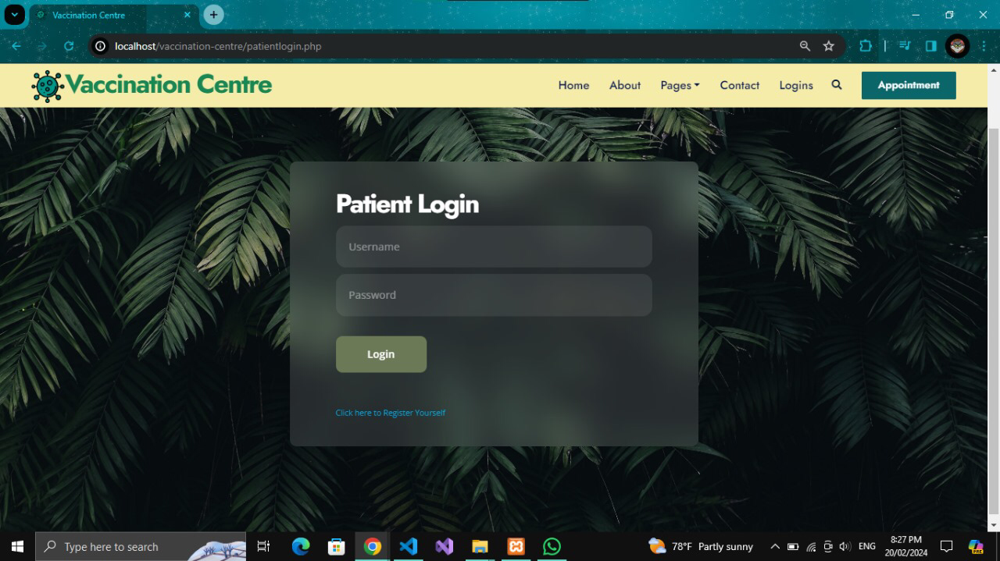 Vaccination Centre
localhost/vaccination-centre/patientlogin.php
Vaccination Centre
Home About Pages Contact Logins Appointment
Patient Login
Username
Password
Login
Click here to Register Yourself
Type here to search
78°F Partly sunny
ENG
8:27 PM
20/02/2024
PRE